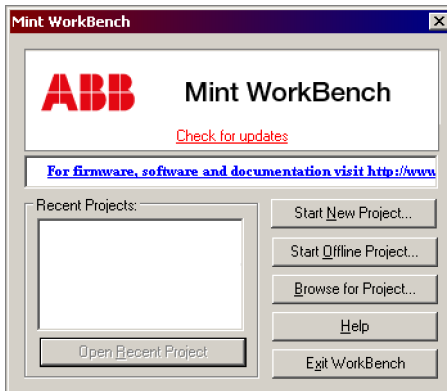 Mint WorkBench
ABB Mint WorkBench
Check for updates
For firmware, software and documentation visit http://www
Recent Projects:
Open Recent Project
Start New Project...
Start Offline Project...
Browse for Project...
Help
Exit WorkBench